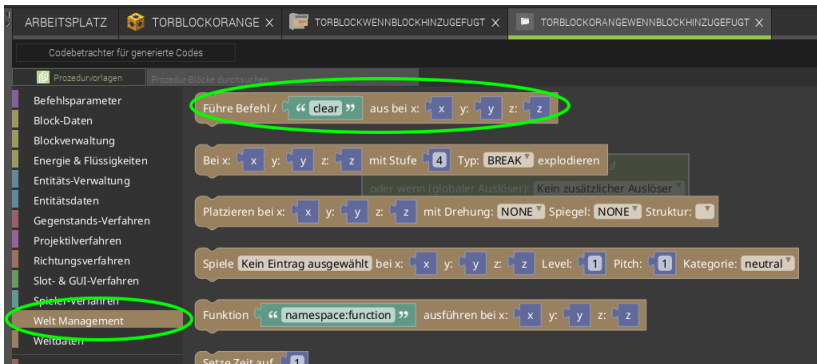 ARBEITSPLATZ TORBLOCKORANGE X TORBLOCKWENNBLOCKHINZUGEFUGT X TORBLOCKORANGEWENNBLOCKHINZUGEFUGT X
Codebetrachter für generierte Codes
Prozedurvorlagen Prozedur-Blöcke durchsuchen
Befehlsparameter
Block-Daten
Blockverwaltung
Energie & Flüssigkeiten
Entitäts-Verwaltung
Entitätsdaten
Gegenstands-Verfahren
Projektilverfahren
Richtungsverfahren
Slot- & GUI-Verfahren
Spieler-Verfahren
Welt Management
Weltdaten
Führe Befehl / “ clear ” aus bei x: x y: y z: z
Bei x: x y: y z: z mit Stufe 4 Typ: BREAK explodieren
oder wenn (globaler Auslöser): Kein zusätzlicher Auslöser
Platzieren bei x: x y: y z: z mit Drehung: NONE Spiegel: NONE Struktur:
Spiele Kein Eintrag ausgewählt bei x: x y: y z: z Level: 1 Pitch: 1 Kategorie: neutral
Funktion “ namespace:function ” ausführen bei x: x y: y z: z
Setze Zeit auf 1